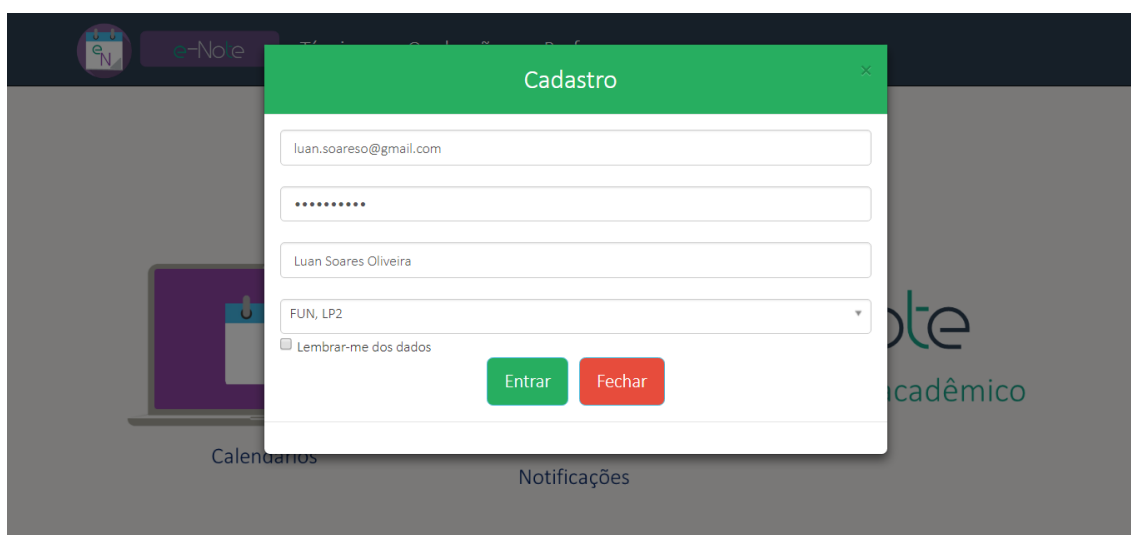 e-Note
Cadastro
×
luan.soareso@gmail.com
••••••••••
Luan Soares Oliveira
FUN, LP2
Lembrar-me dos dados
Entrar Fechar
acadêmico
Calendários
Notificações